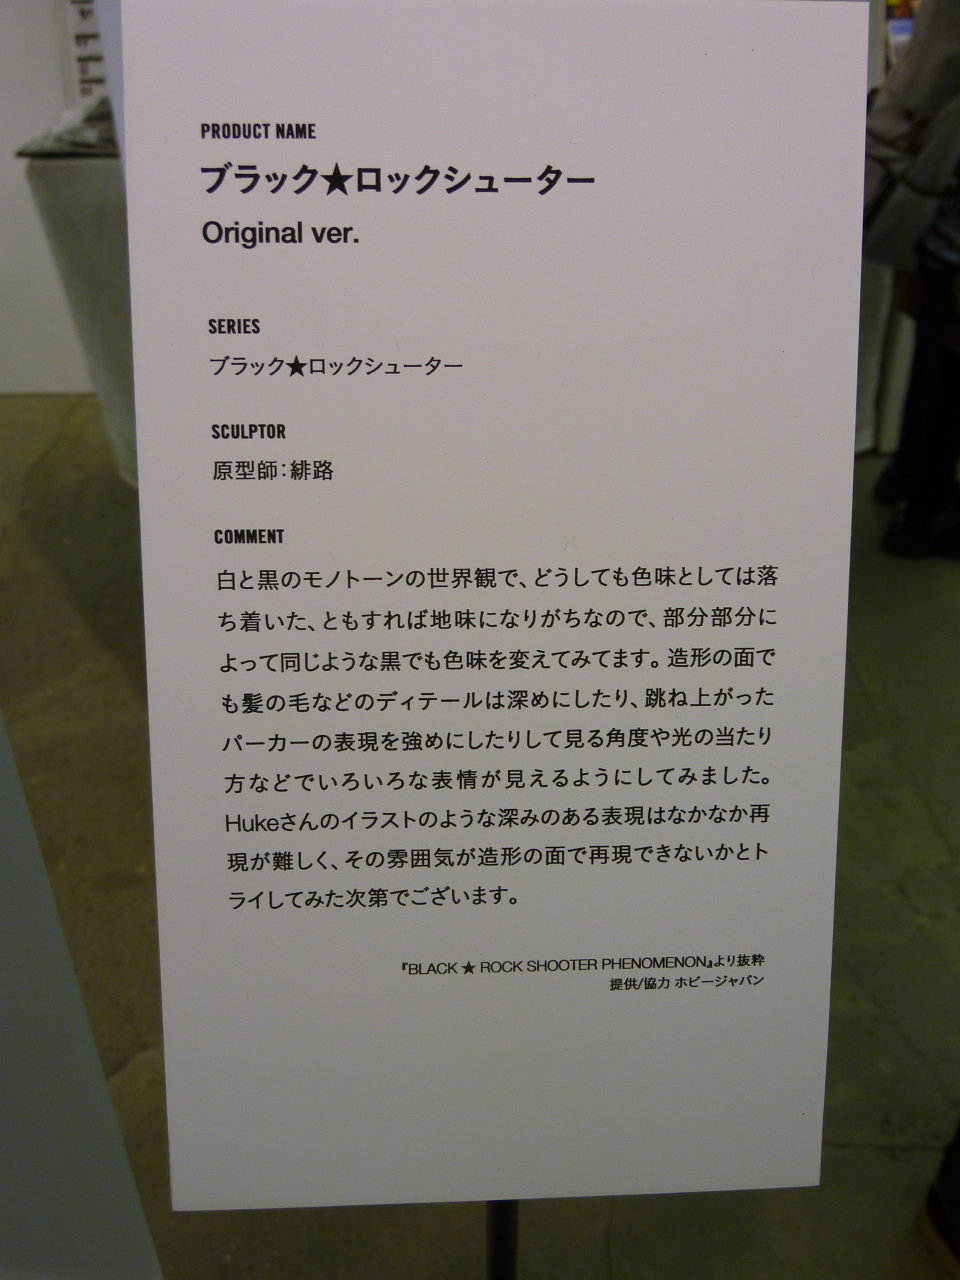 PRODUCT NAME
ブラック★ロックシューター
Original ver.
SERIES
ブラック★ロックシューター
SCULPTOR
原型師：緋路
COMMENT
白と黒のモノトーンの世界観で、どうしても色味としては落
ち着いた、ともすれば地味になりがちなので、部分部分に
よって同じような黒でも色味を変えてみてます。造形の面で
も髪の毛などのディテールは深めにしたり、跳ね上がった
パーカーの表現を強めにしたりして見る角度や光の当たり
方などでいろいろな表情が見えるようにしてみました。
Hukeさんのイラストのような深みのある表現はなかなか再
現が難しく、その雰囲気が造形の面で再現できないかとト
ライしてみた次第でございます。
『BLACK ★ ROCK SHOOTER PHENOMENON』より抜粋
提供/協力 ホビージャパン